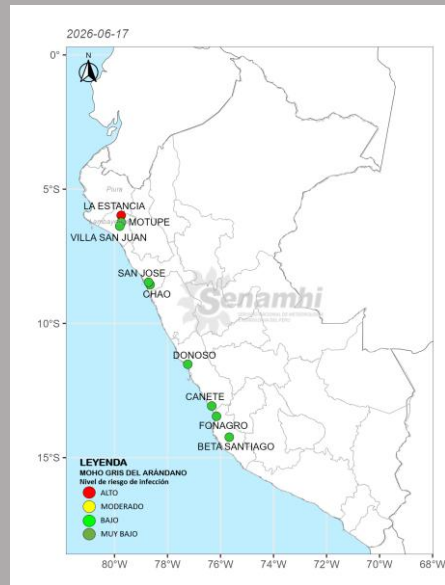 2026-06-17
N
0°
5°S
10°S
15°S
Piura
LA ESTANCIA
MOTUPE
VILLA SAN JUAN
SAN JOSE
CHAO
Senamhi
DONOSO
CANETE
FONAGRO
BETA SANTIAGO
LEYENDA
MOHO GRIS DEL ARÁNDANO
Nivel de riesgo de infección
ALTO
MODERADO
BAJO
MUY BAJO
80°W 78°W 76°W 74°W 72°W 70°W 68°W